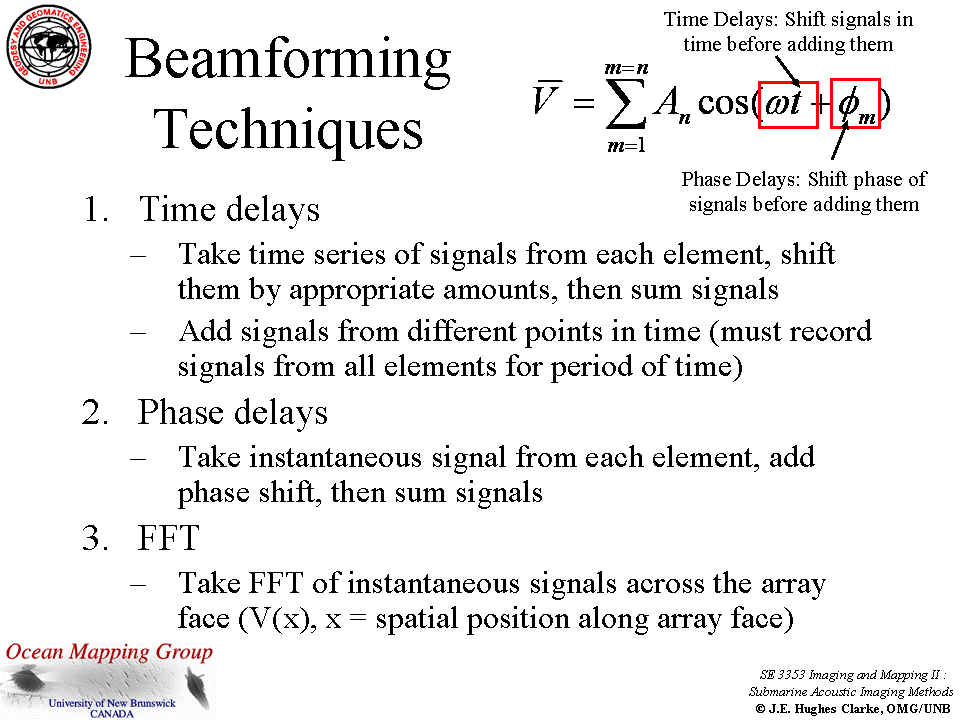 GEODESY AND GEOMATICS ENGINEERING
UNB
Beamforming
Techniques
Time Delays: Shift signals in
time before adding them
V̅ = ∑ m=1 m=n Aₙ cos(ωt + ϕₘ)
Phase Delays: Shift phase of
signals before adding them
1. Time delays
– Take time series of signals from each element, shift
them by appropriate amounts, then sum signals
– Add signals from different points in time (must record
signals from all elements for period of time)
2. Phase delays
– Take instantaneous signal from each element, add
phase shift, then sum signals
3. FFT
– Take FFT of instantaneous signals across the array
face (V(x), x = spatial position along array face)
Ocean Mapping Group
University of New Brunswick
CANADA
SE 3353 Imaging and Mapping II :
Submarine Acoustic Imaging Methods
© J.E. Hughes Clarke, OMG/UNB